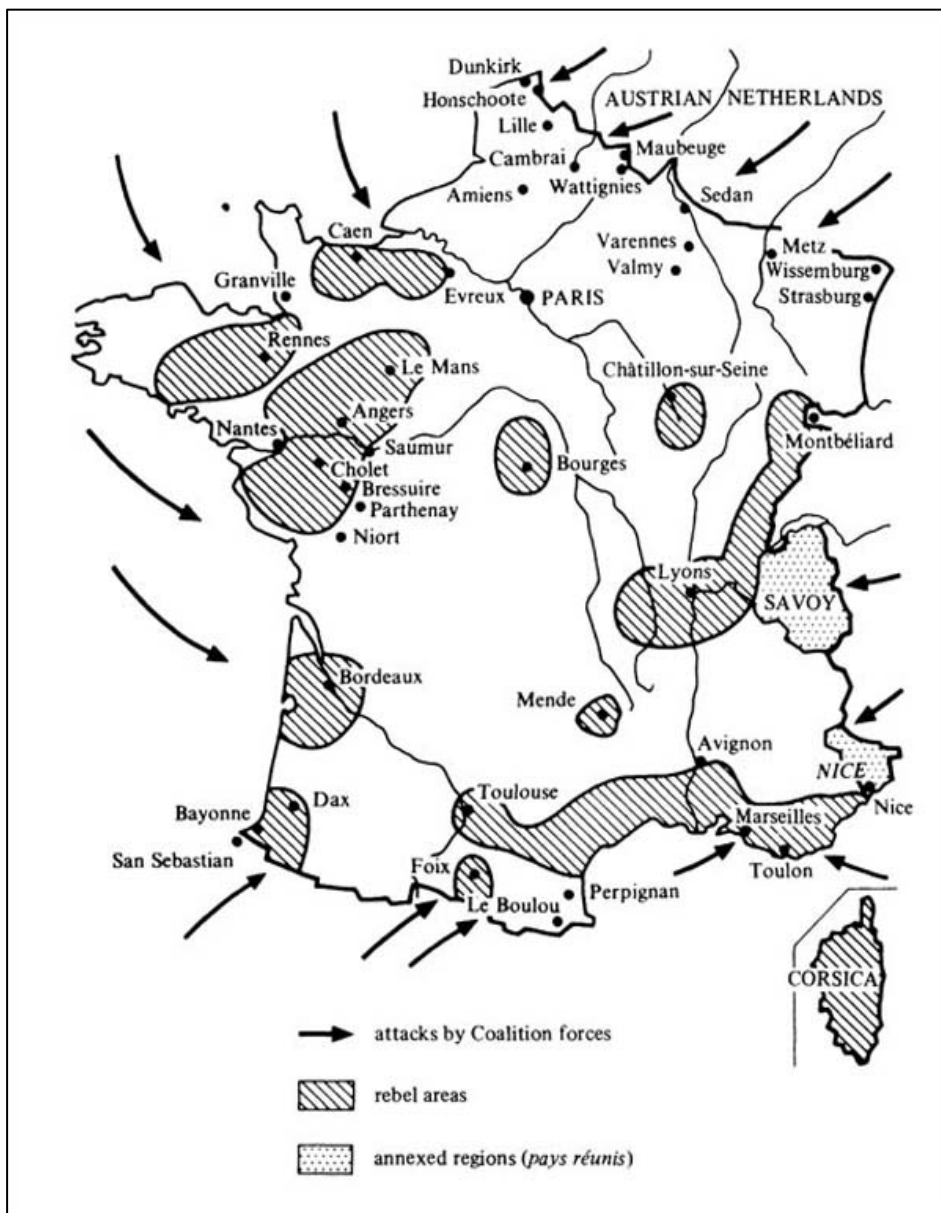 Dunkirk
Honschoote
AUSTRIAN NETHERLANDS
Lille
Maubeuge
Cambrai
Wattignies
Amiens
Sedan
Caen
Varennes
Metz
Valmy
Wissemburg
Granville
Evreux
PARIS
Strasburg
Rennes
Le Mans
Châtillon-sur-Seine
Angers
Nantes
Saumur
Montbéliard
Cholet
Bourges
Bressuire
Parthenay
Niort
Lyons
SAVOY
Bordeaux
Mende
Avignon
NICE
Toulouse
Nice
Dax
Bayonne
Marseilles
San Sebastian
Toulon
Foix
Perpignan
Le Boulou
CORSICA
attacks by Coalition forces
rebel areas
annexed regions (pays réunis)